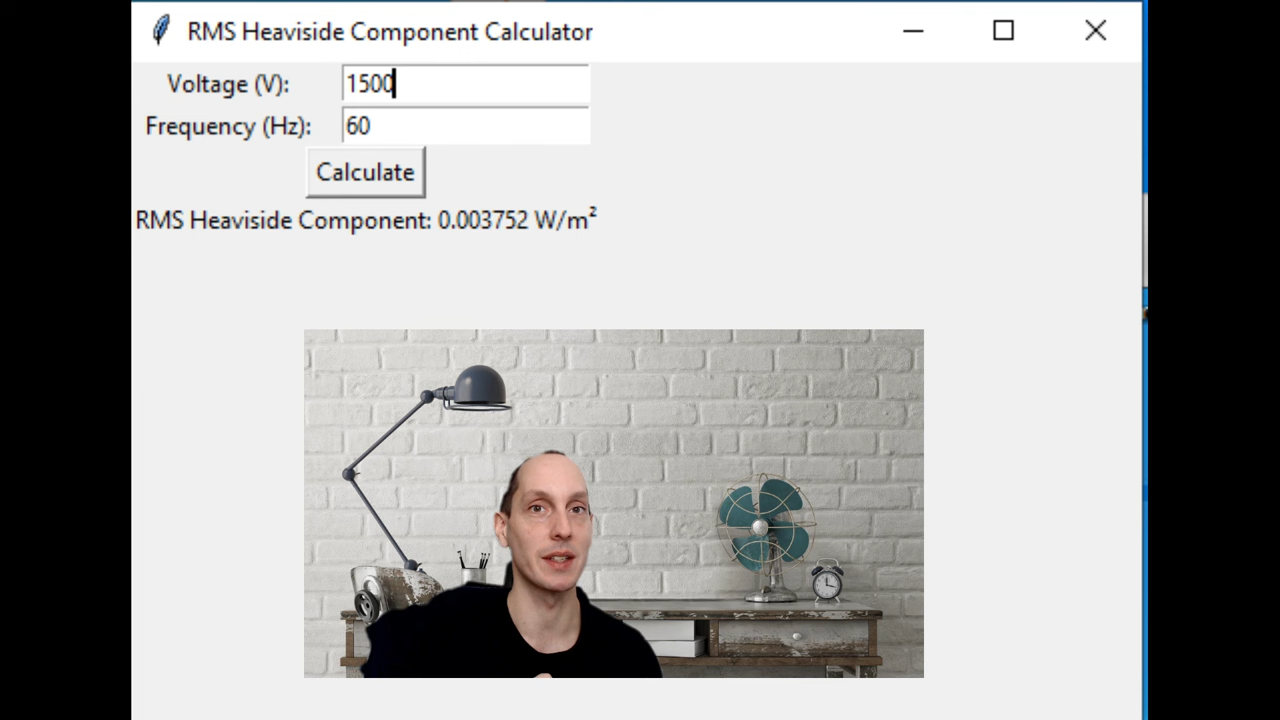 RMS Heaviside Component Calculator
Voltage (V): 1500
Frequency (Hz): 60
Calculate
RMS Heaviside Component: 0.003752 W/m²